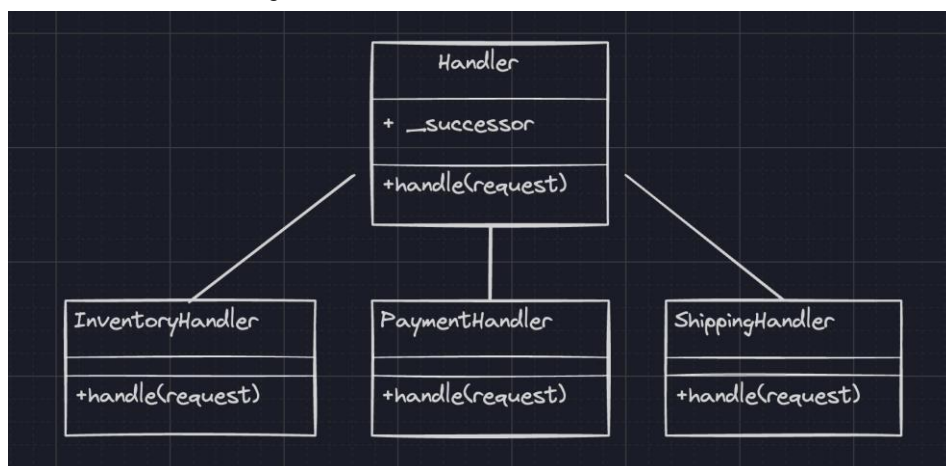 Handler
+ _successor
+handle(request)
InventoryHandler
+handle(request)
PaymentHandler
+handle(request)
ShippingHandler
+handle(request)